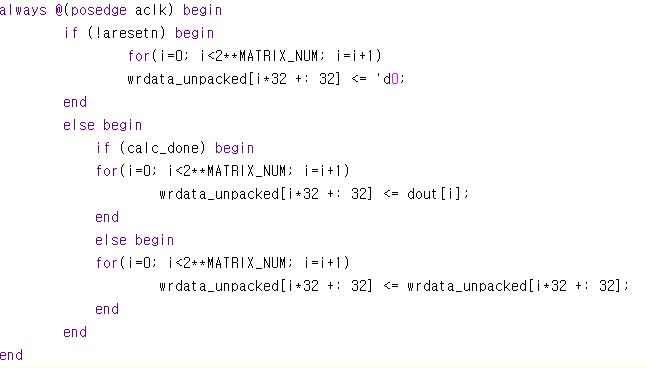 always @(posedge aclk) begin
        if (!aresetn) begin
                for(i=0; i<2**MATRIX_NUM; i=i+1)
                wrdata_unpacked[i*32 +: 32] <= 'd0;
        end
        else begin
            if (calc_done) begin
            for(i=0; i<2**MATRIX_NUM; i=i+1)
                    wrdata_unpacked[i*32 +: 32] <= dout[i];
            end
            else begin
            for(i=0; i<2**MATRIX_NUM; i=i+1)
                    wrdata_unpacked[i*32 +: 32] <= wrdata_unpacked[i*32 +: 32];
            end
        end
end